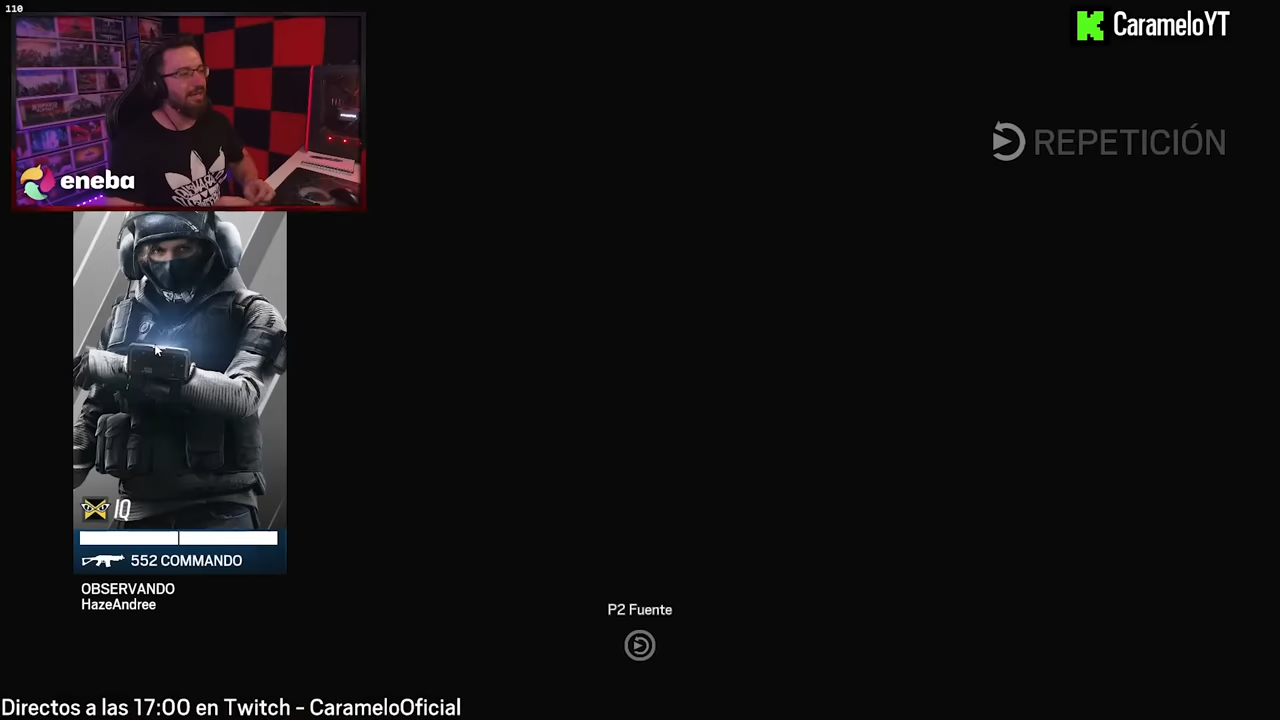 110
CarameloYT
REPETICIÓN
eneba
IQ
552 COMMANDO
OBSERVANDO
HazeAndree
P2 Fuente
Directos a las 17:00 en Twitch - CarameloOficial